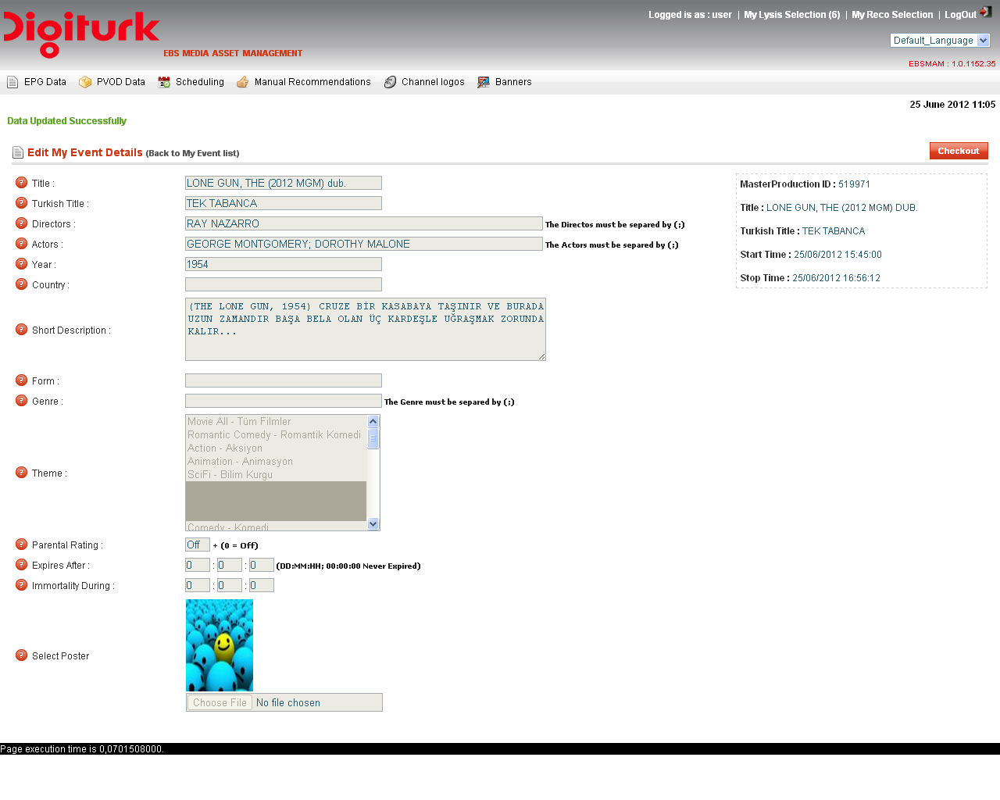 Digiturk
EBS MEDIA ASSET MANAGEMENT
Logged is as : user | My Lysis Selection (6) | My Reco Selection | LogOut
Default_Language
EBSMAM : 1.0.1152.35
EPG Data PVOD Data Scheduling Manual Recommendations Channel logos Banners
25 June 2012 11:05
Data Updated Successfully
Edit My Event Details (Back to My Event list)
Checkout
Title : LONE GUN, THE (2012 MGM) dub.
Turkish Title : TEK TABANCA
Directors : RAY NAZARRO The Directos must be separed by (;)
Actors : GEORGE MONTGOMERY; DOROTHY MALONE The Actors must be separed by (;)
Year : 1954
Country :
Short Description :
(THE LONE GUN, 1954) CRUZE BİR KASABAYA TAŞINIR VE BURADA
UZUN ZAMANDIR BAŞA BELA OLAN ÜÇ KARDEŞLE UĞRAŞMAK ZORUNDA
KALIR...
Form :
Genre : The Genre must be separed by (;)
Theme :
Movie All - Tüm Filmler
Romantic Comedy - Romantik Komedi
Action - Aksiyon
Animation - Animasyon
SciFi - Bilim Kurgu
Comedy - Komedi
Parental Rating : Off + (0 = Off)
Expires After : 0 : 0 : 0 (DD:MM:HH; 00:00:00 Never Expired)
Immortality During : 0 : 0 : 0
Select Poster
Choose File No file chosen
MasterProduction ID : 519971
Title : LONE GUN, THE (2012 MGM) DUB.
Turkish Title : TEK TABANCA
Start Time : 25/06/2012 15:45:00
Stop Time : 25/06/2012 16:56:12
Page execution time is 0,0701508000.